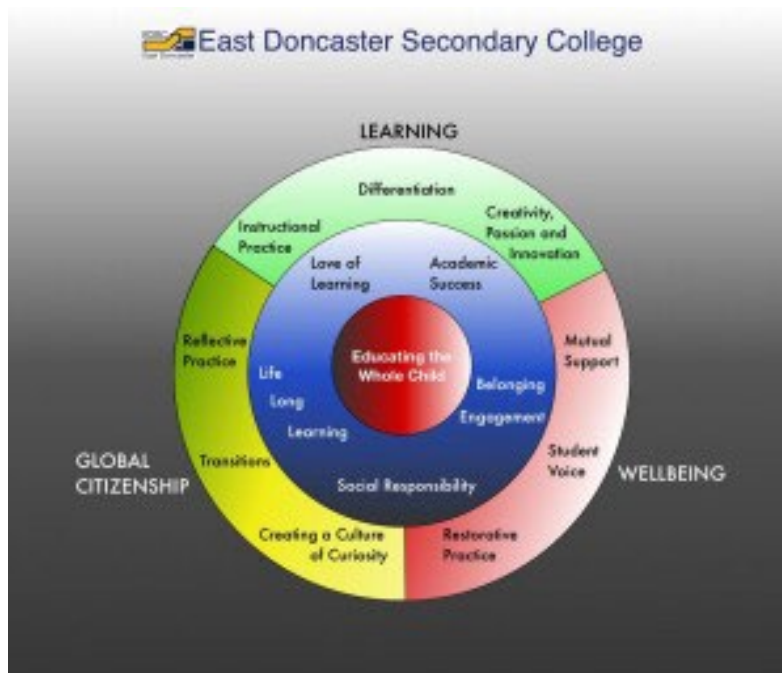 East Doncaster Secondary College
LEARNING
Differentiation
Instructional
Practice
Creativity,
Passion and
Innovation
Love of
Learning
Academic
Success
Reflective
Practice
Mutual
Support
Educating the
Whole Child
Life
Long
Learning
Belonging
Engagement
GLOBAL
CITIZENSHIP
Transitions
Student
Voice
WELLBEING
Social Responsibility
Creating a Culture
of Curiosity
Restorative
Practice